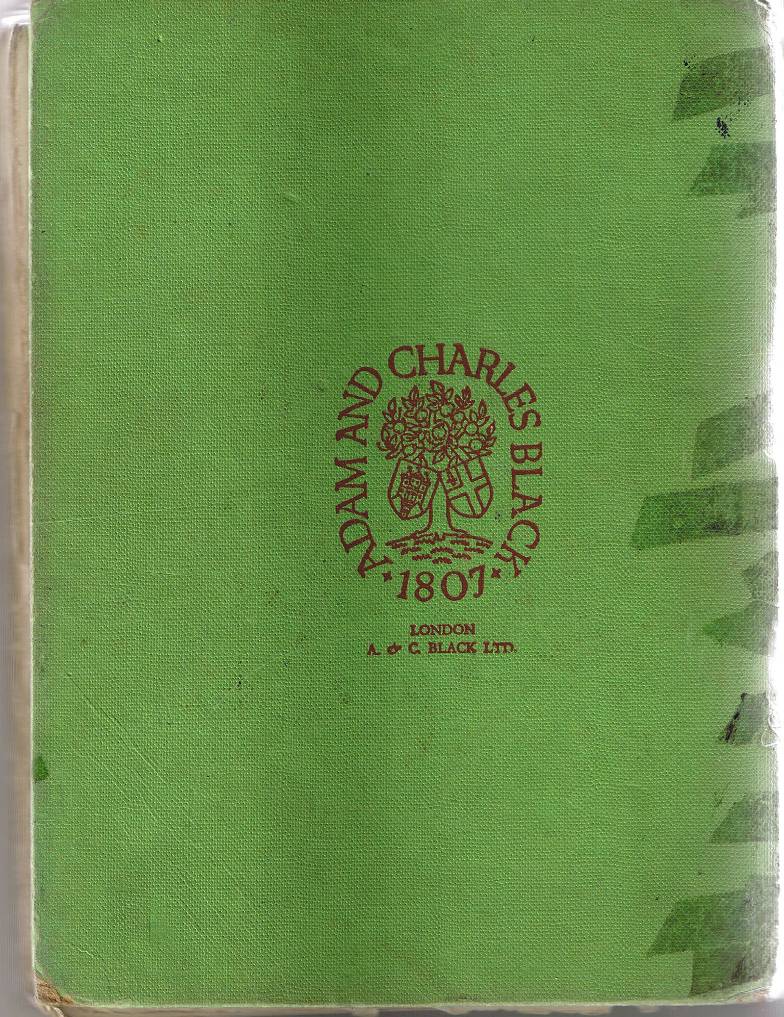 ADAM AND CHARLES BLACK
1807
LONDON
A. & C. BLACK LTD.